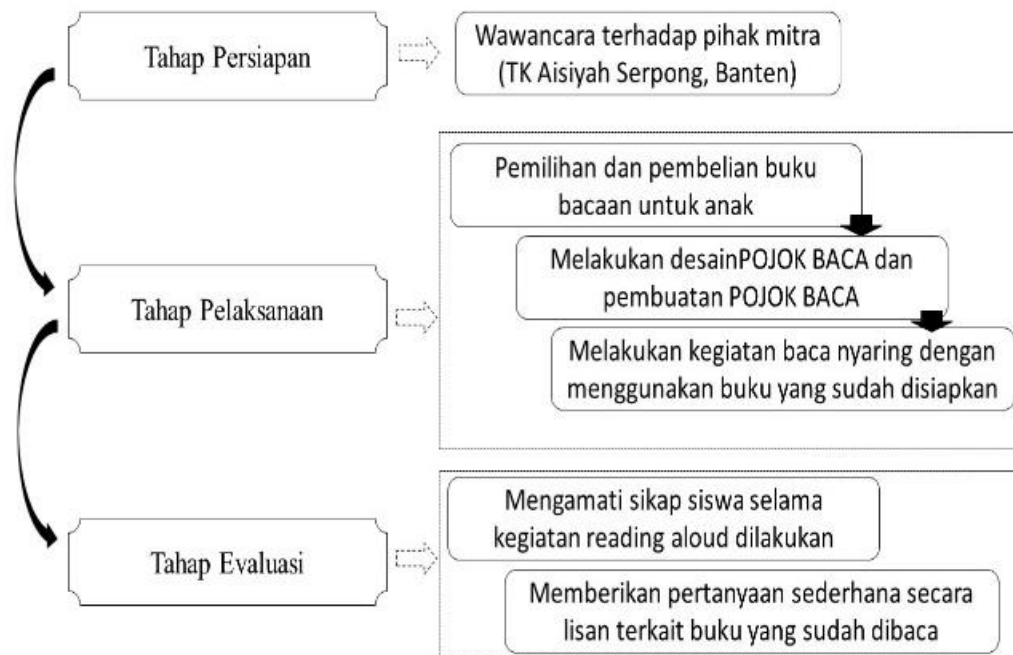 Tahap Persiapan
Wawancara terhadap pihak mitra
(TK Aisiyah Serpong, Banten)
Tahap Pelaksanaan
Pemilihan dan pembelian buku
bacaan untuk anak
Melakukan desainPOJOK BACA dan
pembuatan POJOK BACA
Melakukan kegiatan baca nyaring dengan
menggunakan buku yang sudah disiapkan
Tahap Evaluasi
Mengamati sikap siswa selama
kegiatan reading aloud dilakukan
Memberikan pertanyaan sederhana secara
lisan terkait buku yang sudah dibaca